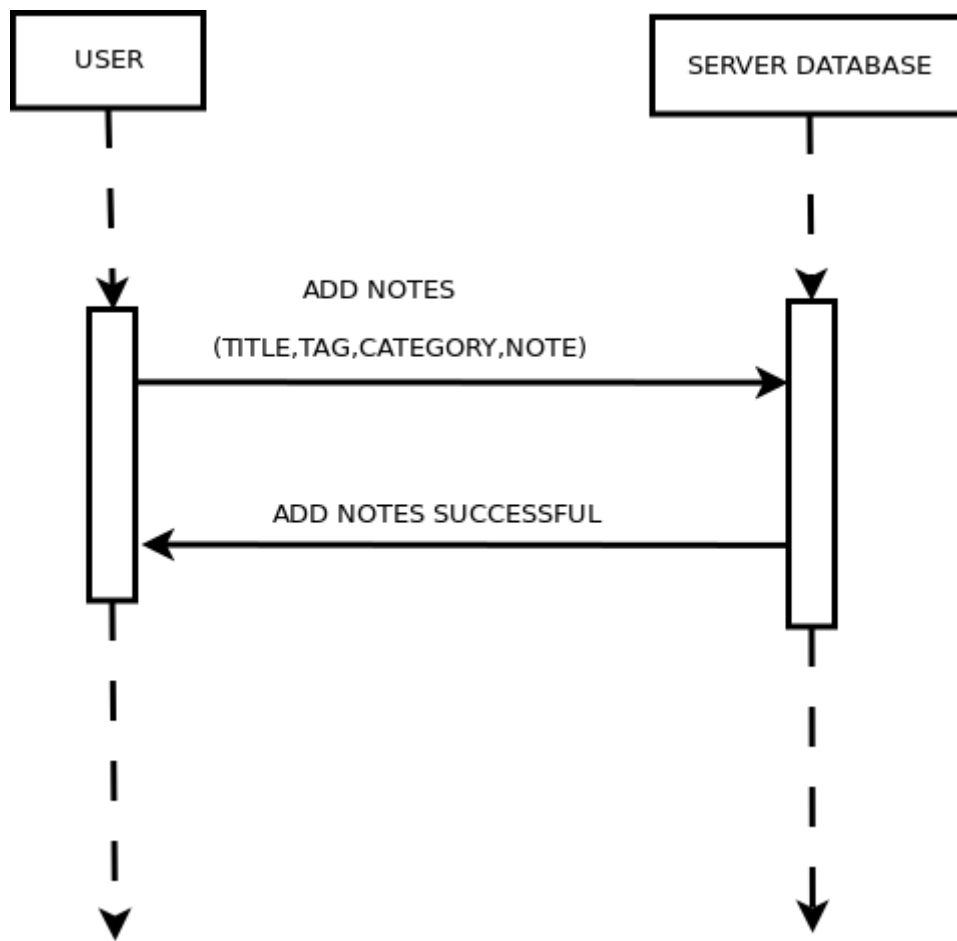 USER
SERVER DATABASE
ADD NOTES
(TITLE,TAG,CATEGORY,NOTE)
ADD NOTES SUCCESSFUL